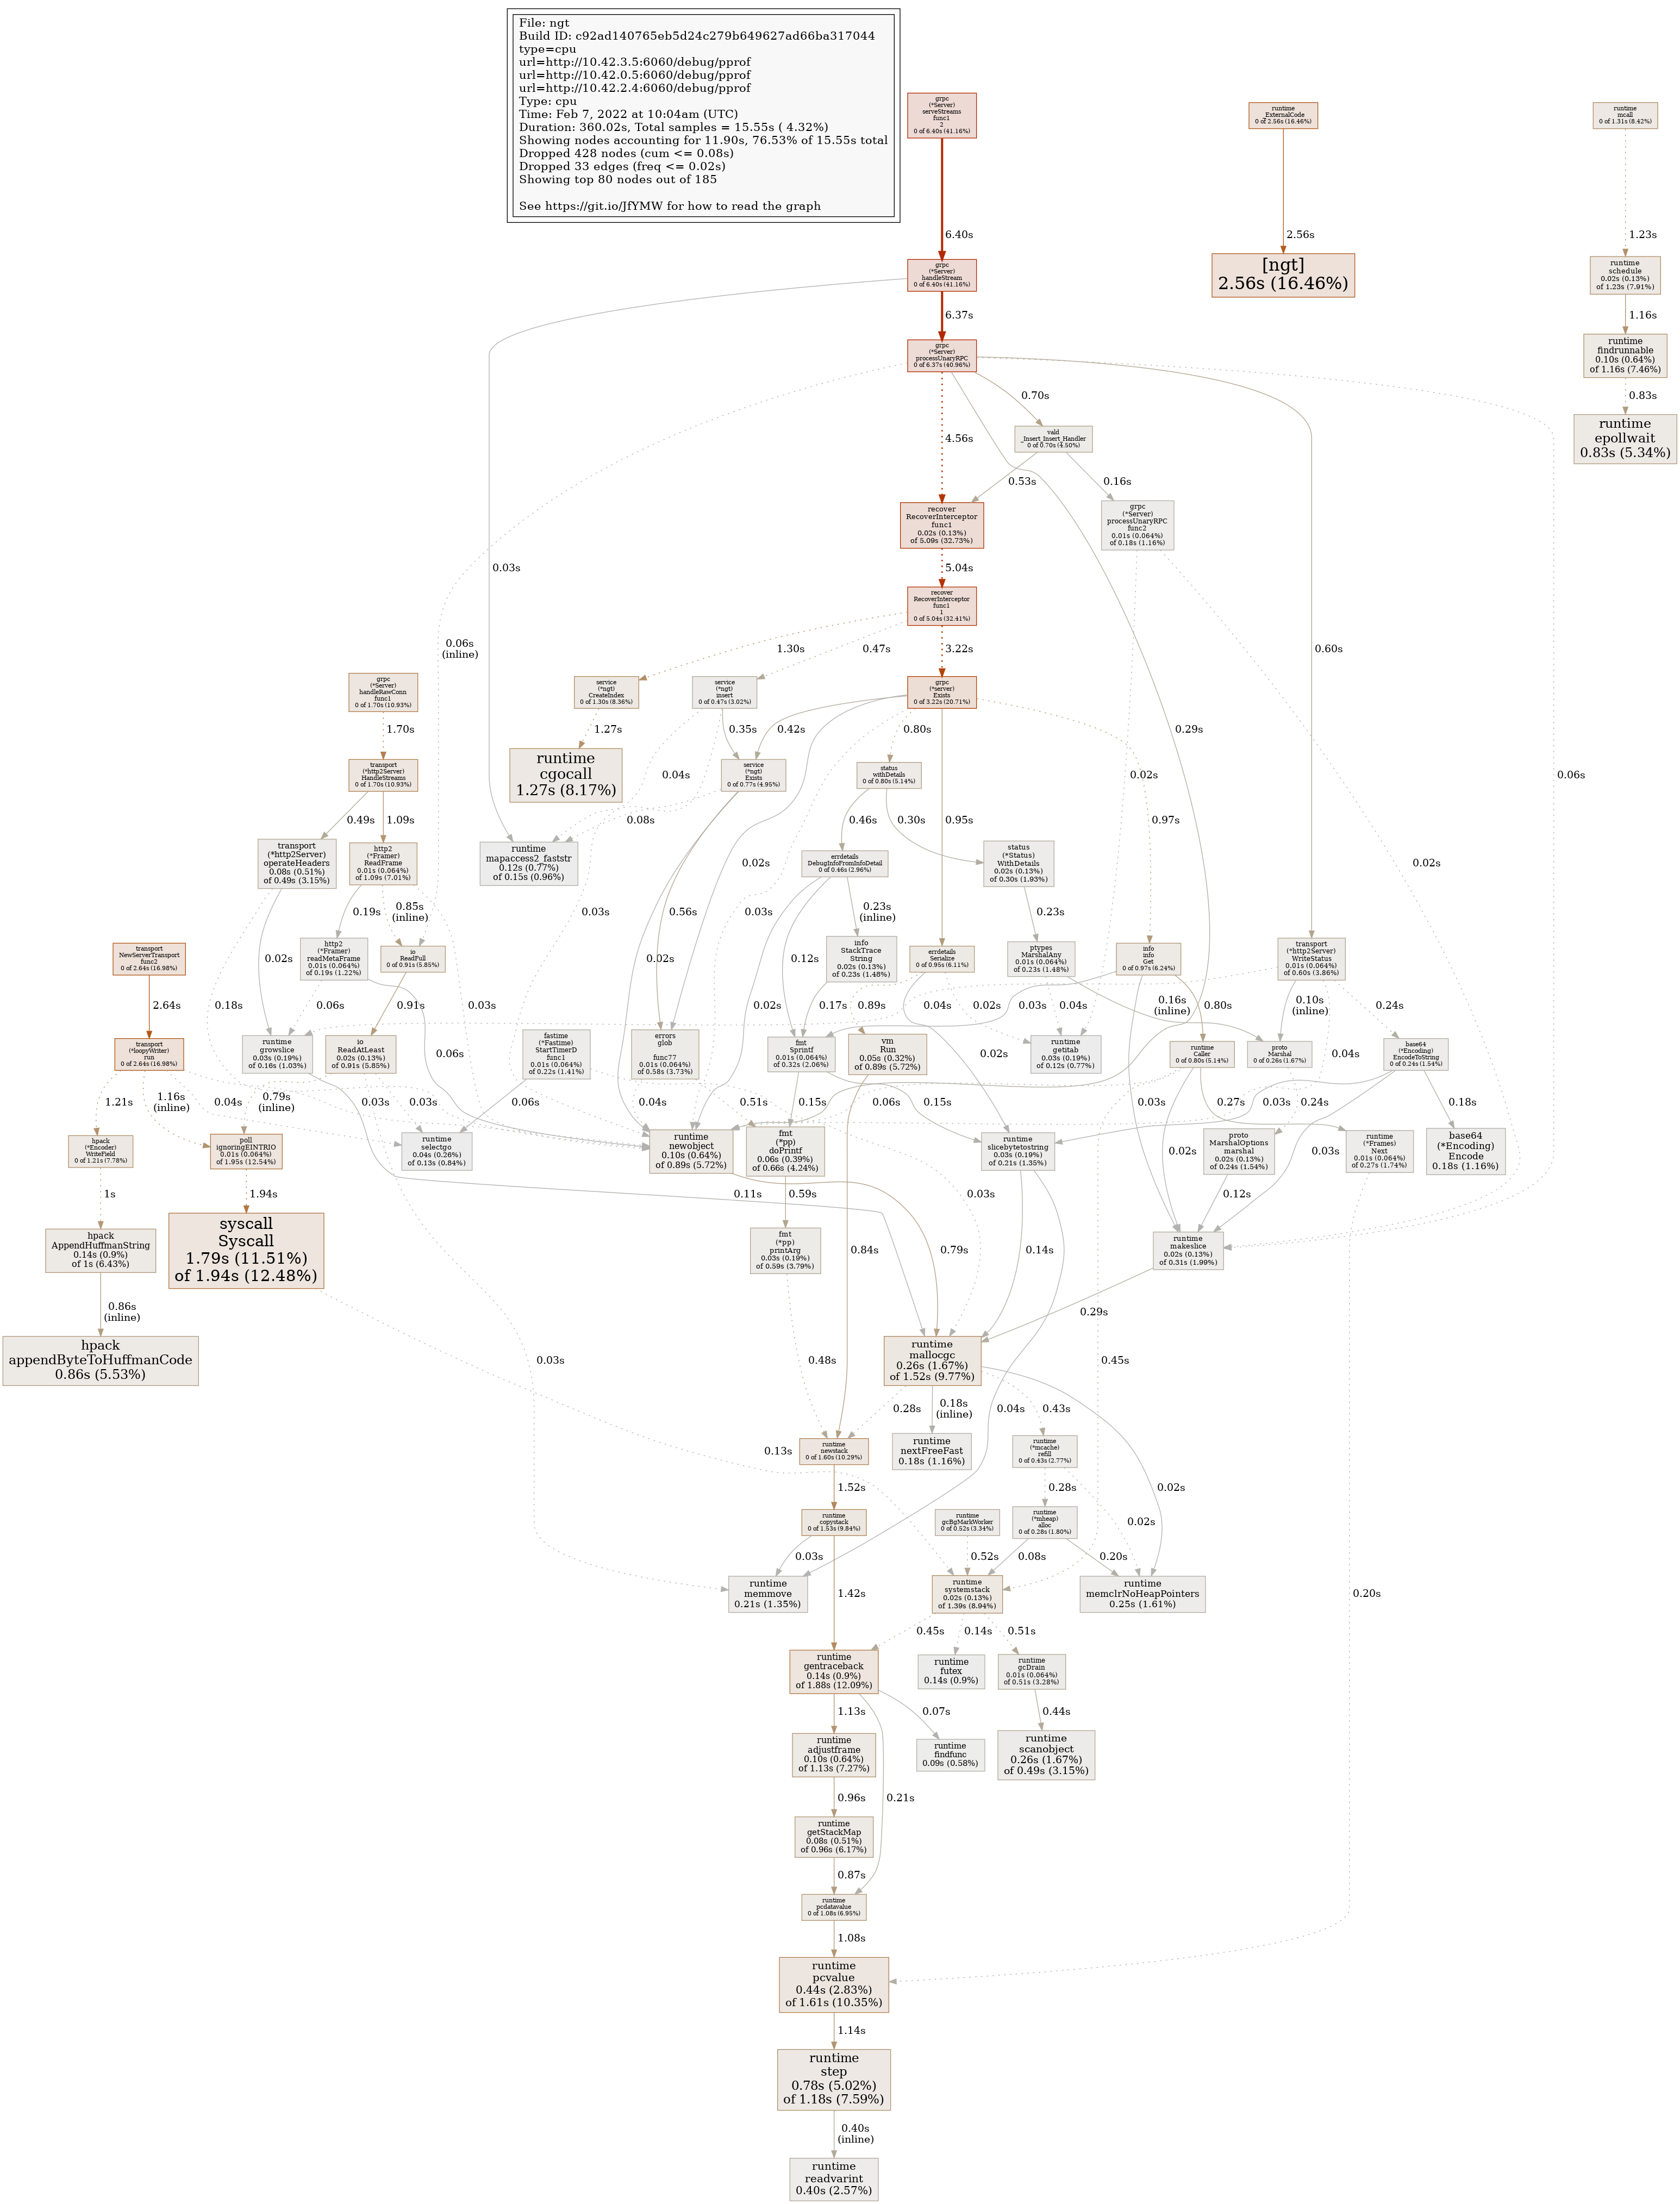 File: ngt
Build ID: c92ad140765eb5d24c279b649627ad66ba317044
type=cpu
url=http://10.42.3.5:6060/debug/pprof
url=http://10.42.0.5:6060/debug/pprof
url=http://10.42.2.4:6060/debug/pprof
Type: cpu
Time: Feb 7, 2022 at 10:04am (UTC)
Duration: 360.02s, Total samples = 15.55s ( 4.32%)
Showing nodes accounting for 11.90s, 76.53% of 15.55s total
Dropped 428 nodes (cum <= 0.08s)
Dropped 33 edges (freq <= 0.02s)
Showing top 80 nodes out of 185
See https://git.io/JfYMW for how to read the graph
grpc
(*Server)
serveStreams
func1
2
0 of 6.40s (41.16%)
runtime
ExternalCode
0 of 2.56s (16.46%)
runtime
mcall
0 of 1.31s (8.42%)
6.40s
2.56s
1.23s
grpc
(*Server)
handleStream
0 of 6.40s (41.16%)
[ngt]
2.56s (16.46%)
runtime
schedule
0.02s (0.13%)
of 1.23s (7.91%)
6.37s
1.16s
grpc
(*Server)
processUnaryRPC
0 of 6.37s (40.96%)
runtime
findrunnable
0.10s (0.64%)
of 1.16s (7.46%)
0.70s
0.83s
vald
_Insert_Insert_Handler
0 of 0.70s (4.50%)
4.56s
runtime
epollwait
0.83s (5.34%)
0.53s
0.16s
recover
RecoverInterceptor
func1
0.02s (0.13%)
of 5.09s (32.73%)
grpc
(*Server)
processUnaryRPC
func2
0.01s (0.064%)
of 0.18s (1.16%)
0.03s
5.04s
recover
RecoverInterceptor
func1
1
0 of 5.04s (32.41%)
0.06s
(inline)
1.30s
0.47s
3.22s
0.60s
grpc
(*Server)
handleRawConn
func1
0 of 1.70s (10.93%)
service
(*ngt)
CreateIndex
0 of 1.30s (8.36%)
service
(*ngt)
insert
0 of 0.47s (3.02%)
grpc
(*server)
Exists
0 of 3.22s (20.71%)
1.70s
1.27s
0.35s
0.42s
0.80s
0.29s
transport
(*http2Server)
HandleStreams
0 of 1.70s (10.93%)
runtime
cgocall
1.27s (8.17%)
0.04s
service
(*ngt)
Exists
0 of 0.77s (4.95%)
status
withDetails
0 of 0.80s (5.14%)
0.02s
0.06s
0.49s
1.09s
0.08s
0.46s
0.30s
0.95s
0.97s
transport
(*http2Server)
operateHeaders
0.08s (0.51%)
of 0.49s (3.15%)
http2
(*Framer)
ReadFrame
0.01s (0.064%)
of 1.09s (7.01%)
runtime
mapaccess2_faststr
0.12s (0.77%)
of 0.15s (0.96%)
0.02s
errdetails
DebugInfoFromInfoDetail
0 of 0.46s (2.96%)
status
(*Status)
WithDetails
0.02s (0.13%)
of 0.30s (1.93%)
0.02s
0.19s
0.85s
(inline)
0.03s
0.56s
0.03s
0.23s
(inline)
0.23s
transport
NewServerTransport
func2
0 of 2.64s (16.98%)
0.02s
http2
(*Framer)
readMetaFrame
0.01s (0.064%)
of 0.19s (1.22%)
io
ReadFull
0 of 0.91s (5.85%)
0.02s
0.12s
info
StackTrace
String
0.02s (0.13%)
of 0.23s (1.48%)
errdetails
Serialize
0 of 0.95s (6.11%)
ptypes
MarshalAny
0.01s (0.064%)
of 0.23s (1.48%)
info
info
Get
0 of 0.97s (6.24%)
transport
(*http2Server)
WriteStatus
0.01s (0.064%)
of 0.60s (3.86%)
2.64s
0.18s
0.06s
0.91s
0.03s
0.02s
0.17s
0.89s
0.04s
0.02s
0.04s
0.03s
0.16s
(inline)
0.80s
0.10s
(inline)
0.24s
transport
(*loopyWriter)
run
0 of 2.64s (16.98%)
runtime
growslice
0.03s (0.19%)
of 0.16s (1.03%)
io
ReadAtLeast
0.02s (0.13%)
of 0.91s (5.85%)
0.06s
fastime
(*Fastime)
StartTimerD
func1
0.01s (0.064%)
of 0.22s (1.41%)
errors
glob

func77
0.01s (0.064%)
of 0.58s (3.73%)
fmt
Sprintf
0.01s (0.064%)
of 0.32s (2.06%)
vm
Run
0.05s (0.32%)
of 0.89s (5.72%)
0.02s
runtime
getitab
0.03s (0.19%)
of 0.12s (0.77%)
runtime
Caller
0 of 0.80s (5.14%)
proto
Marshal
0 of 0.26s (1.67%)
0.04s
base64
(*Encoding)
EncodeToString
0 of 0.24s (1.54%)
1.21s
1.16s
(inline)
0.04s
0.79s
(inline)
0.03s
0.03s
0.06s
0.04s
0.51s
0.15s
0.06s
0.15s
0.03s
0.02s
0.27s
0.03s
0.24s
0.03s
0.18s
hpack
(*Encoder)
WriteField
0 of 1.21s (7.78%)
poll
ignoringEINTRIO
0.01s (0.064%)
of 1.95s (12.54%)
runtime
selectgo
0.04s (0.26%)
of 0.13s (0.84%)
runtime
newobject
0.10s (0.64%)
of 0.89s (5.72%)
fmt
(*pp)
doPrintf
0.06s (0.39%)
of 0.66s (4.24%)
runtime
slicebytetostring
0.03s (0.19%)
of 0.21s (1.35%)
proto
MarshalOptions
marshal
0.02s (0.13%)
of 0.24s (1.54%)
runtime
(*Frames)
Next
0.01s (0.064%)
of 0.27s (1.74%)
base64
(*Encoding)
Encode
0.18s (1.16%)
1s
1.94s
0.11s
0.59s
0.03s
0.12s
hpack
AppendHuffmanString
0.14s (0.9%)
of 1s (6.43%)
syscall
Syscall
1.79s (11.51%)
of 1.94s (12.48%)
fmt
(*pp)
printArg
0.03s (0.19%)
of 0.59s (3.79%)
0.84s
0.79s
0.14s
runtime
makeslice
0.02s (0.13%)
of 0.31s (1.99%)
0.86s
(inline)
0.29s
hpack
appendByteToHuffmanCode
0.86s (5.53%)
0.03s
0.48s
runtime
mallocgc
0.26s (1.67%)
of 1.52s (9.77%)
0.45s
0.28s
0.18s
(inline)
0.04s
0.43s
0.13s
runtime
newstack
0 of 1.60s (10.29%)
runtime
nextFreeFast
0.18s (1.16%)
runtime
(*mcache)
refill
0 of 0.43s (2.77%)
1.52s
0.28s
0.02s
runtime
copystack
0 of 1.53s (9.84%)
runtime
gcBgMarkWorker
0 of 0.52s (3.34%)
runtime
(*mheap)
alloc
0 of 0.28s (1.80%)
0.02s
0.03s
0.52s
0.08s
0.20s
runtime
memmove
0.21s (1.35%)
1.42s
runtime
systemstack
0.02s (0.13%)
of 1.39s (8.94%)
runtime
memclrNoHeapPointers
0.25s (1.61%)
0.20s
0.45s
0.14s
0.51s
runtime
gentraceback
0.14s (0.9%)
of 1.88s (12.09%)
runtime
futex
0.14s (0.9%)
runtime
gcDrain
0.01s (0.064%)
of 0.51s (3.28%)
1.13s
0.07s
0.44s
runtime
adjustframe
0.10s (0.64%)
of 1.13s (7.27%)
runtime
findfunc
0.09s (0.58%)
runtime
scanobject
0.26s (1.67%)
of 0.49s (3.15%)
0.96s
0.21s
runtime
getStackMap
0.08s (0.51%)
of 0.96s (6.17%)
0.87s
runtime
pcdatavalue
0 of 1.08s (6.95%)
1.08s
runtime
pcvalue
0.44s (2.83%)
of 1.61s (10.35%)
1.14s
runtime
step
0.78s (5.02%)
of 1.18s (7.59%)
0.40s
(inline)
runtime
readvarint
0.40s (2.57%)